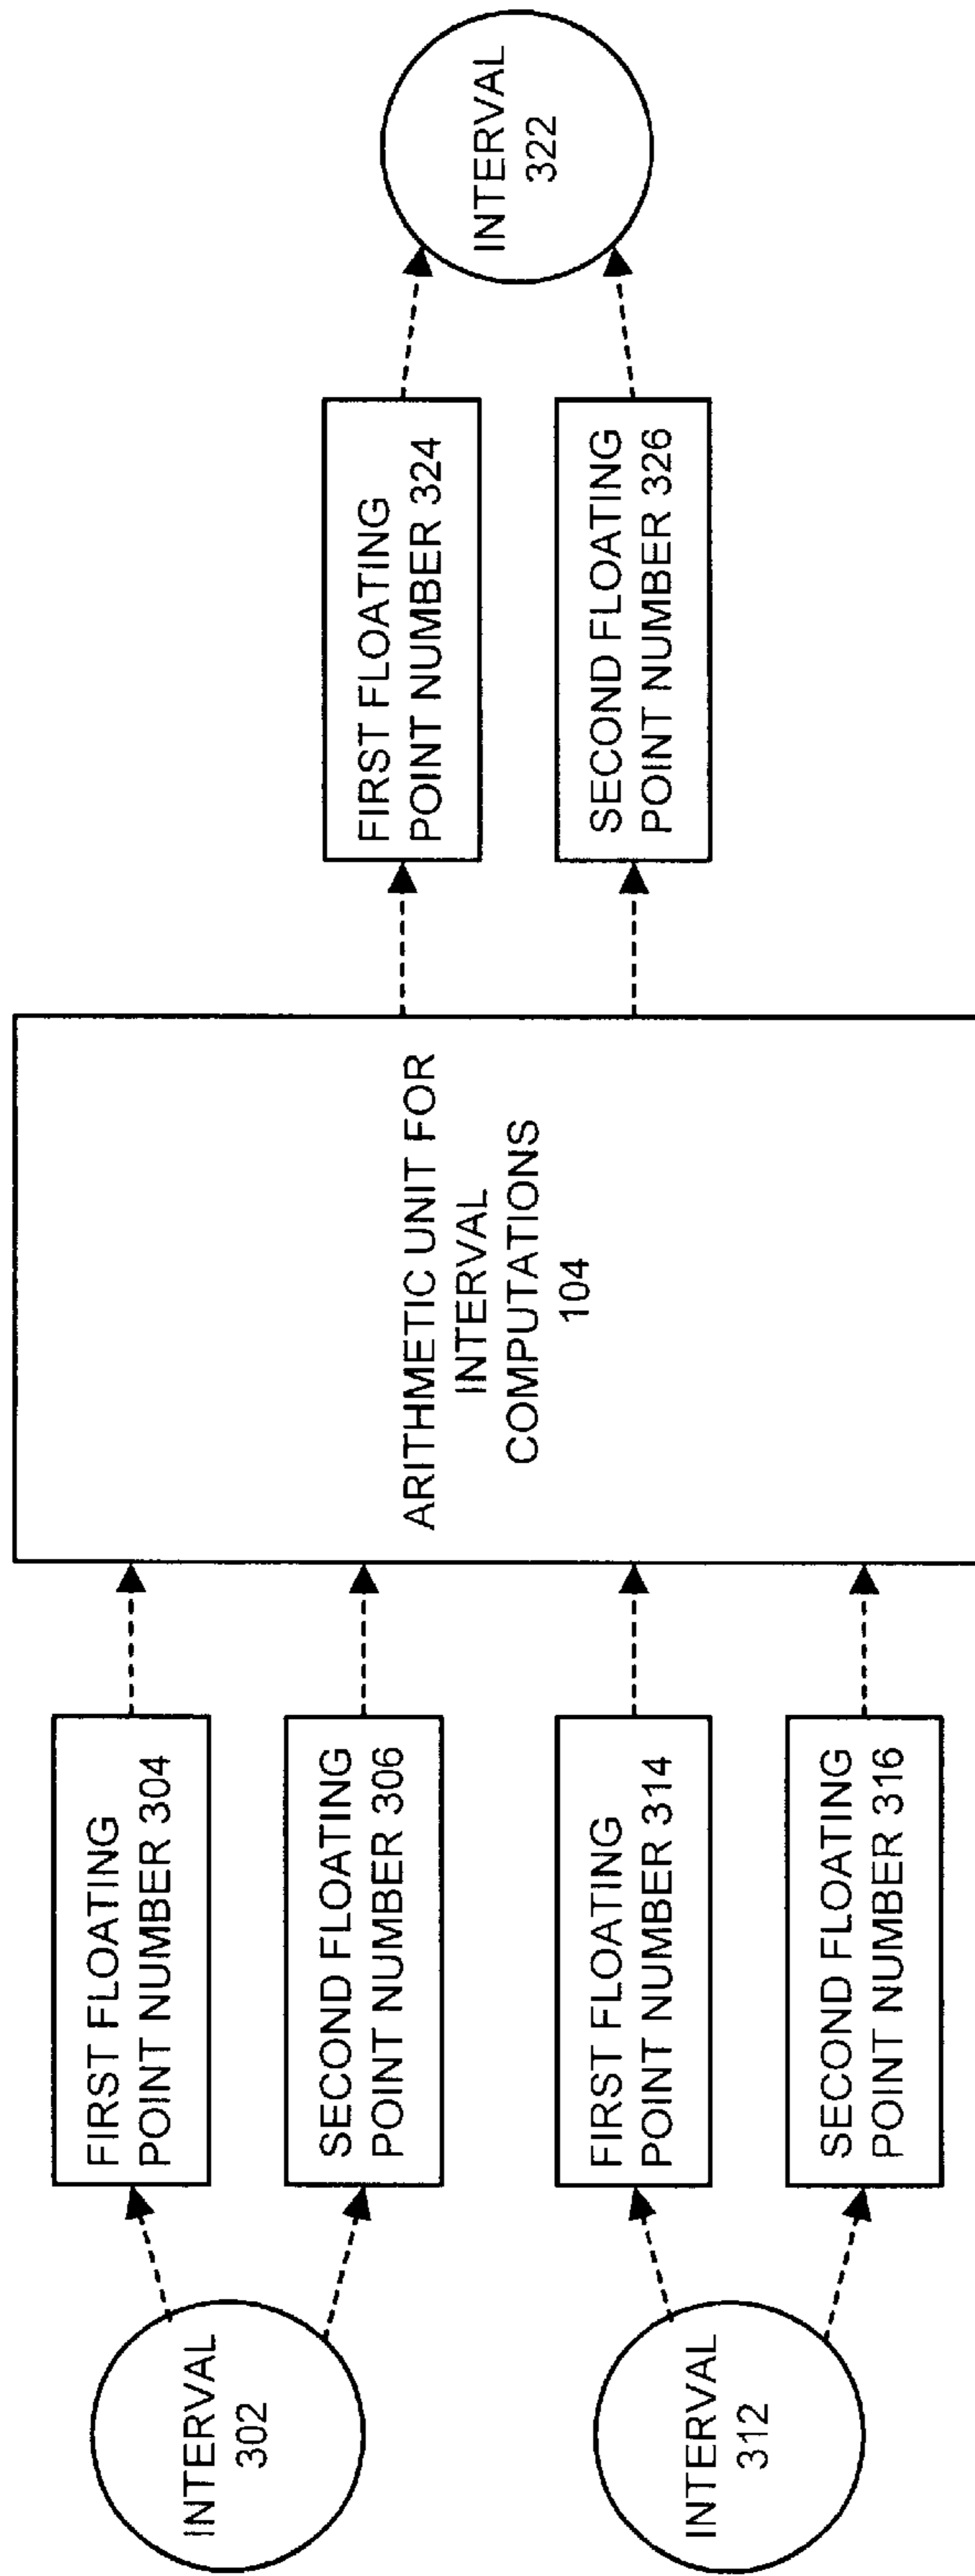 INTERVAL
302
FIRST FLOATING
POINT NUMBER 304
SECOND FLOATING
POINT NUMBER 306
INTERVAL
312
FIRST FLOATING
POINT NUMBER 314
SECOND FLOATING
POINT NUMBER 316
ARITHMETIC UNIT FOR
INTERVAL
COMPUTATIONS
104
FIRST FLOATING
POINT NUMBER 324
SECOND FLOATING
POINT NUMBER 326
INTERVAL
322